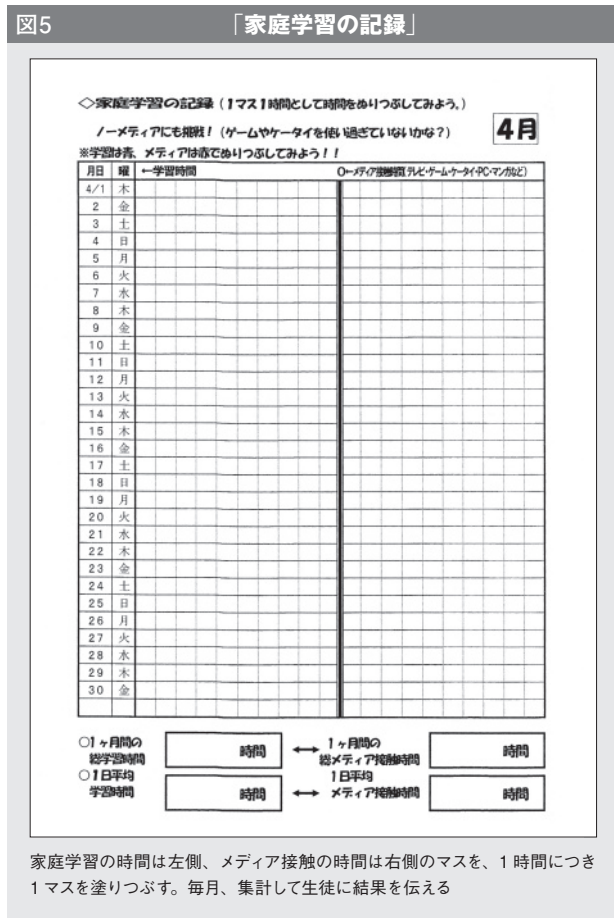 図5 「家庭学習の記録」
◇家庭学習の記録（1マス1時間として時間をぬりつぶしてみよう。）
ノーメディアにも挑戦！（ゲームやケータイを使い過ぎていないかな？）
4月
※学習は青、メディアは赤でぬりつぶしてみよう！！
月日 曜 ←学習時間 O←メディア接触時間(テレビ・ゲーム・ケータイ・PC・マンガなど)
4/1 木
2 金
3 土
4 日
5 月
6 火
7 水
8 木
9 金
10 土
11 日
12 月
13 火
14 水
15 木
16 金
17 土
18 日
19 月
20 火
21 水
22 木
23 金
24 土
25 日
26 月
27 火
28 水
29 木
30 金
○1ヶ月間の 時間 ←→ 1ヶ月間の 時間
総学習時間 総メディア接触時間
○1日平均 時間 ←→ 1日平均 時間
学習時間 メディア接触時間
家庭学習の時間は左側、メディア接触の時間は右側のマスを、1時間につき
1マスを塗りつぶす。毎月、集計して生徒に結果を伝える